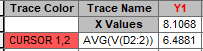 Trace Color Trace Name Y1
X Values 8.1068
CURSOR 1,2 AVG(V(D2:2)) 6.4881